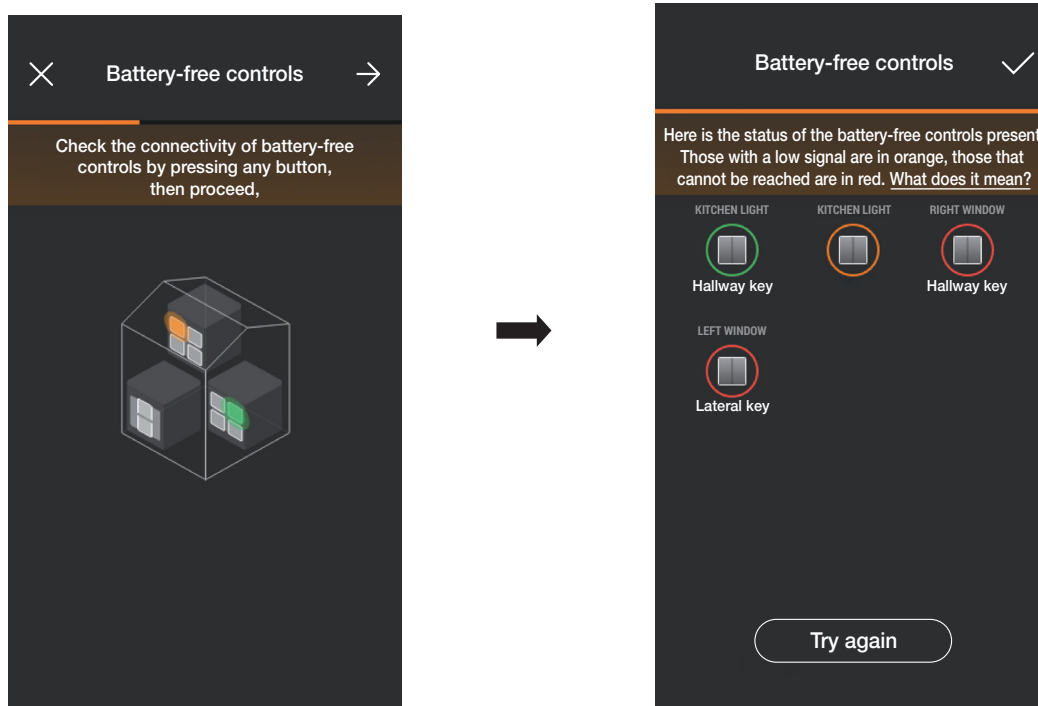 Battery-free controls
Check the connectivity of battery-free
controls by pressing any button,
then proceed,
Battery-free controls
Here is the status of the battery-free controls present
Those with a low signal are in orange, those that
cannot be reached are in red. What does it mean?
KITCHEN LIGHT KITCHEN LIGHT RIGHT WINDOW
Hallway key Hallway key
LEFT WINDOW
Lateral key
Try again